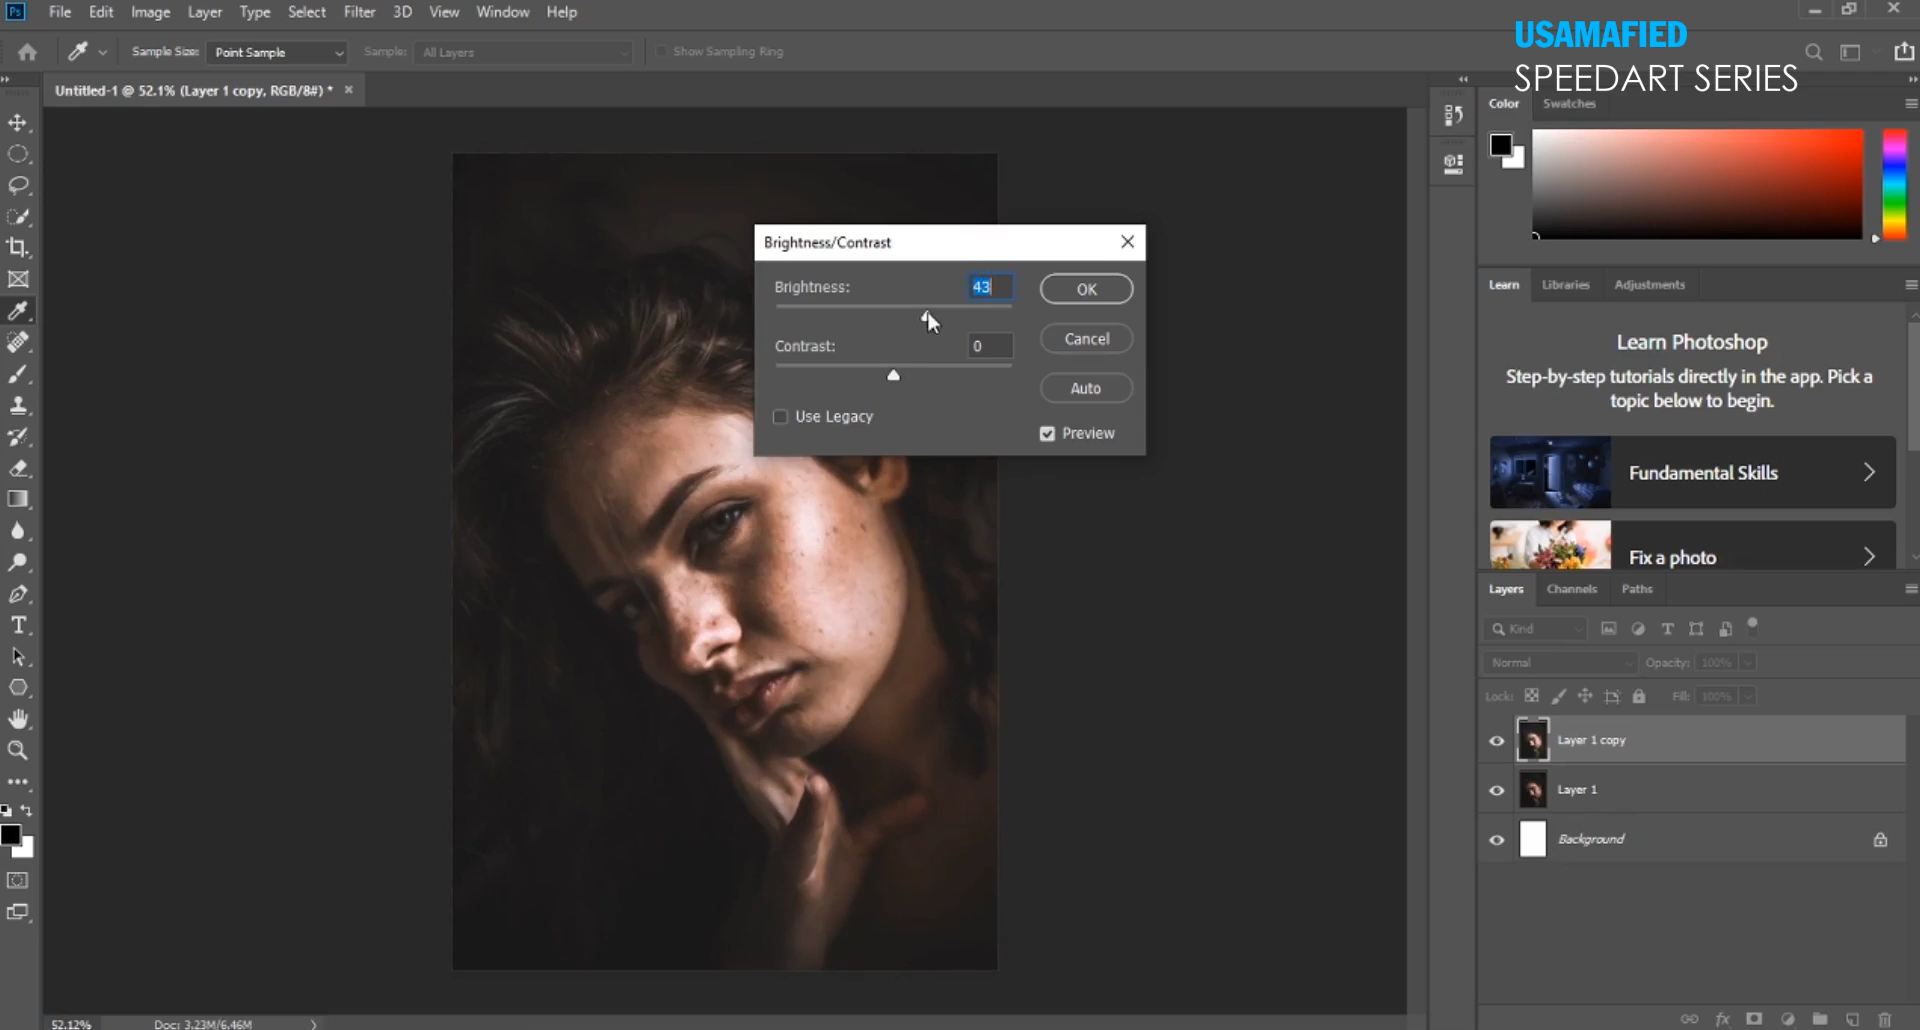 Ps File Edit Image Layer Type Select Filter 3D View Window Help
USAMAFIED
SPEEDART SERIES
Sample Size: Point Sample Sample: All Layers Show Sampling Ring
Untitled-1 @ 52.1% (Layer 1 copy, RGB/8#) *
Color Swatches
Brightness/Contrast
Brightness: 43
OK
Contrast: 0
Cancel
Auto
Use Legacy
Preview
Learn Libraries Adjustments
Learn Photoshop
Step-by-step tutorials directly in the app. Pick a
topic below to begin.
Fundamental Skills
Fix a photo
Layers Channels Paths
Kind
Normal Opacity: 100%
Lock: Fill: 100%
Layer 1 copy
Layer 1
Background
52.12% Doc: 3.23M/6.46M